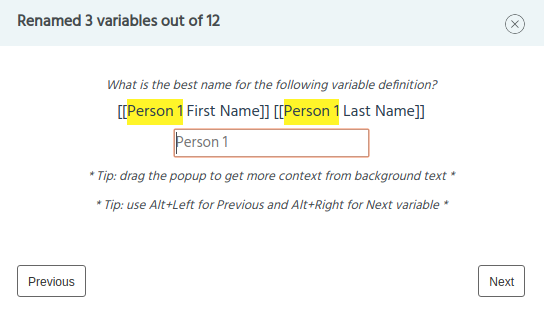 Renamed 3 variables out of 12
What is the best name for the following variable definition?
[[Person 1 First Name]] [[Person 1 Last Name]]
Person 1
* Tip: drag the popup to get more context from background text *
* Tip: use Alt+Left for Previous and Alt+Right for Next variable *
Previous Next